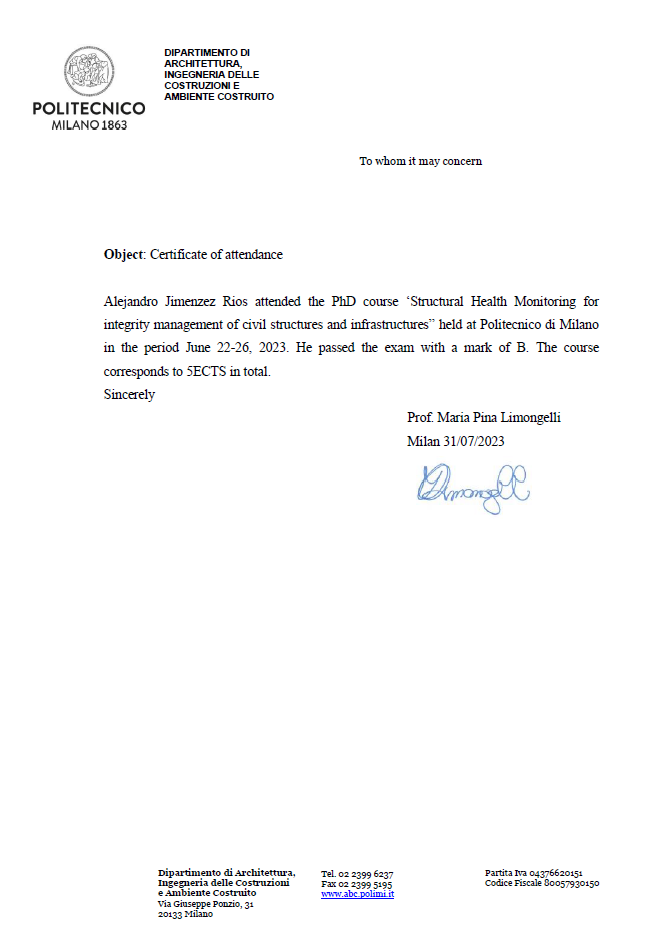 POLITECNICO
MILANO 1863
DIPARTIMENTO DI
ARCHITETTURA,
INGEGNERIA DELLE
COSTRUZIONI E
AMBIENTE COSTRUITO
To whom it may concern
Object: Certificate of attendance
Alejandro Jimenzez Rios attended the PhD course ‘Structural Health Monitoring for
integrity management of civil structures and infrastructures” held at Politecnico di Milano
in the period June 22-26, 2023. He passed the exam with a mark of B. The course
corresponds to 5ECTS in total.
Sincerely
Prof. Maria Pina Limongelli
Milan 31/07/2023
Dipartimento di Architettura,
Ingegneria delle Costruzioni
e Ambiente Costruito
Via Giuseppe Ponzio, 31
20133 Milano
Tel. 02 2399 6237
Fax 02 2399 5195
www.abc.polimi.it
Partita Iva 04376620151
Codice Fiscale 80057930150